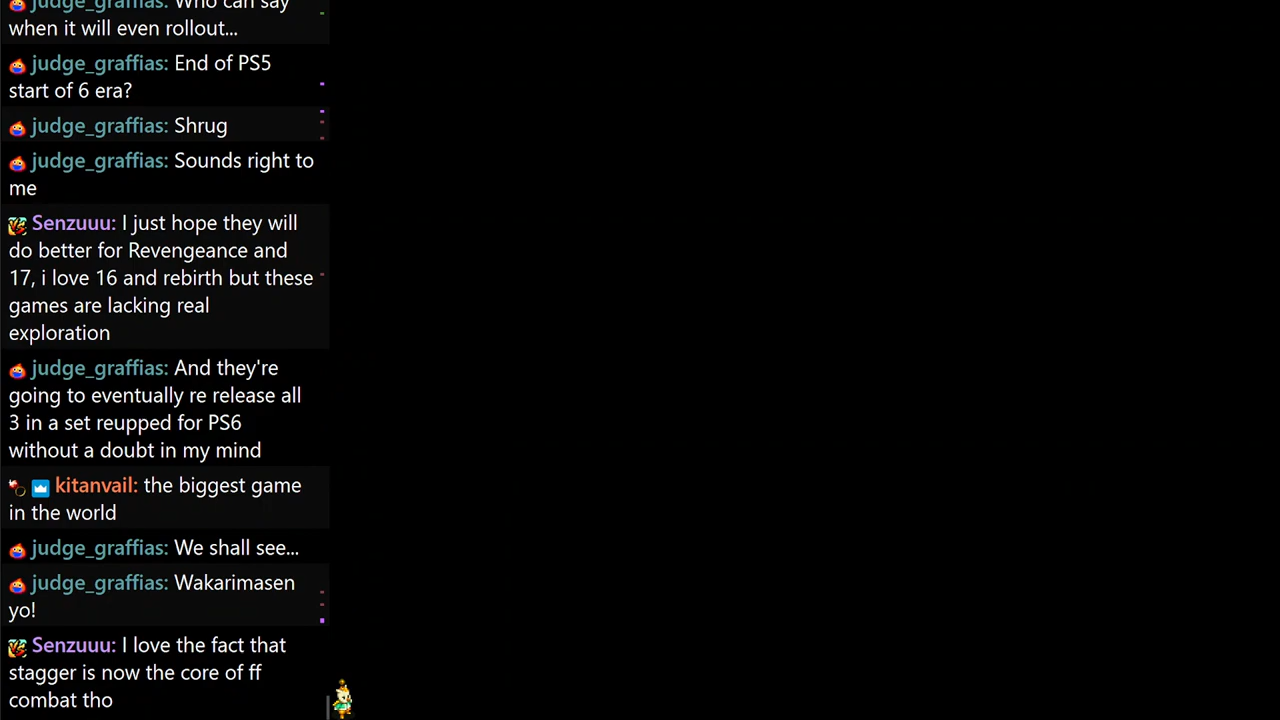 judge_graffias: Who can say
when it will even rollout...
judge_graffias: End of PS5
start of 6 era?
judge_graffias: Shrug
judge_graffias: Sounds right to
me
Senzuuu: I just hope they will
do better for Revengeance and
17, i love 16 and rebirth but these
games are lacking real
exploration
judge_graffias: And they're
going to eventually re release all
3 in a set reupped for PS6
without a doubt in my mind
kitanvail: the biggest game
in the world
judge_graffias: We shall see...
judge_graffias: Wakarimasen
yo!
Senzuuu: I love the fact that
stagger is now the core of ff
combat tho